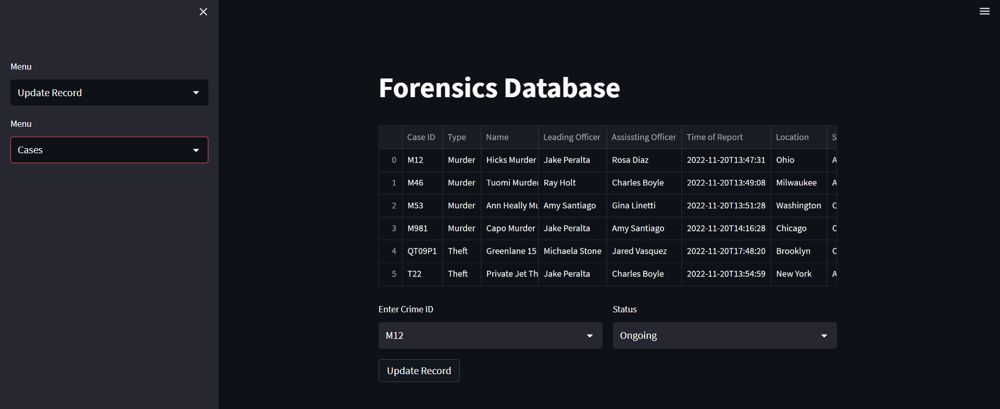 Menu
Update Record
Menu
Cases
Forensics Database
Case ID Type Name Leading Officer Assissting Officer Time of Report Location S
0 M12 Murder Hicks Murder Jake Peralta Rosa Diaz 2022-11-20T13:47:31 Ohio A
1 M46 Murder Tuomi Murder Ray Holt Charles Boyle 2022-11-20T13:49:08 Milwaukee A
2 M53 Murder Ann Heally Mu Amy Santiago Gina Linetti 2022-11-20T13:51:28 Washington C
3 M981 Murder Capo Murder Jake Peralta Amy Santiago 2022-11-20T14:16:28 Chicago C
4 QT09P1 Theft Greenlane 15 Michaela Stone Jared Vasquez 2022-11-20T17:48:20 Brooklyn C
5 T22 Theft Private Jet Th Jake Peralta Charles Boyle 2022-11-20T13:54:59 New York A
Enter Crime ID Status
M12 Ongoing
Update Record